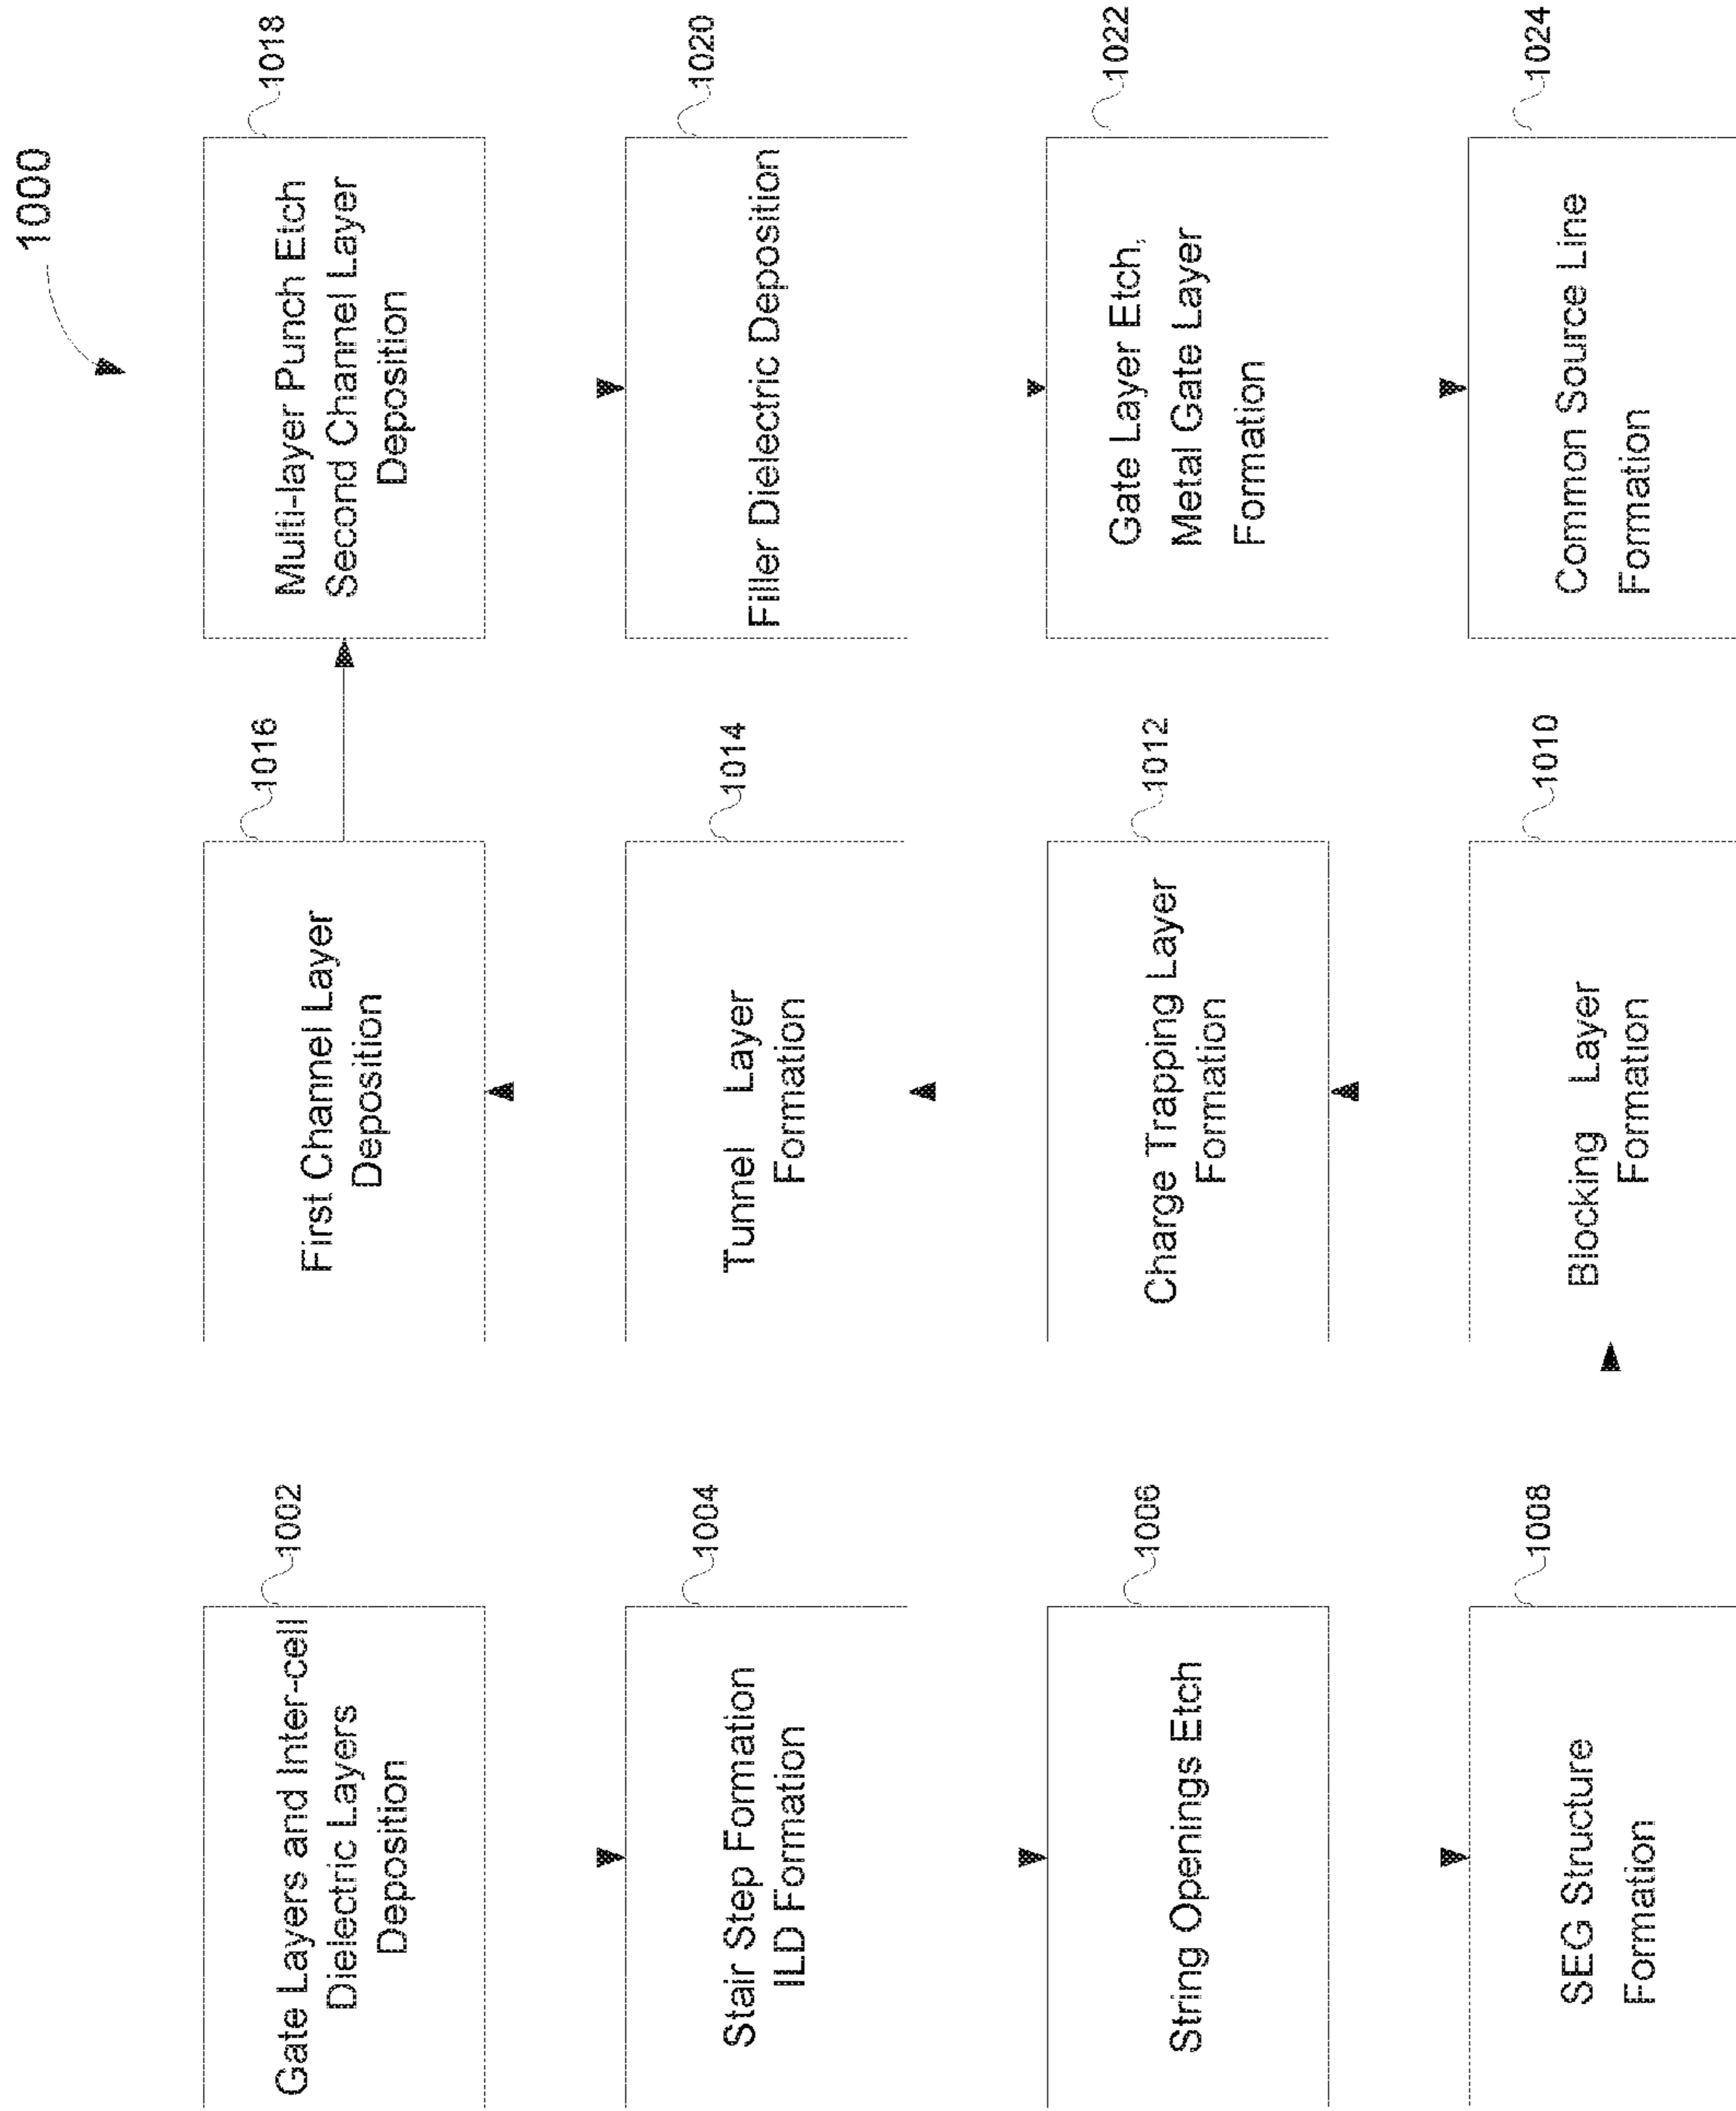 1000
Gate Layers and Inter-cell
Dielectric Layers
Deposition
1002
Stair Step Formation
ILD Formation
1004
String Openings Etch
1006
SEG Structure
Formation
1008
Blocking Layer
Formation
1010
Charge Trapping Layer
Formation
1012
Tunnel Layer
Formation
1014
First Channel Layer
Deposition
1016
Multi-layer Punch Etch
Second Channel Layer
Deposition
1018
Filler Dielectric Deposition
1020
Gate Layer Etch,
Metal Gate Layer
Formation
1022
Common Source Line
Formation
1024